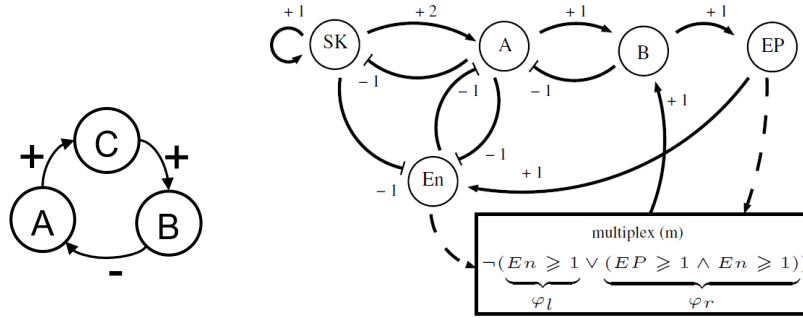 C
+
+
A
B
-
+ 1
+ 2
+ 1
+ 1
SK
A
B
EP
− 1
− 1
− 1
− 1
+ 1
− 1
En
− 1
+ 1
multiplex (m)
¬(En ⩾ 1 ∨ (EP ⩾ 1 ∧ En ⩾ 1))
φl
φr